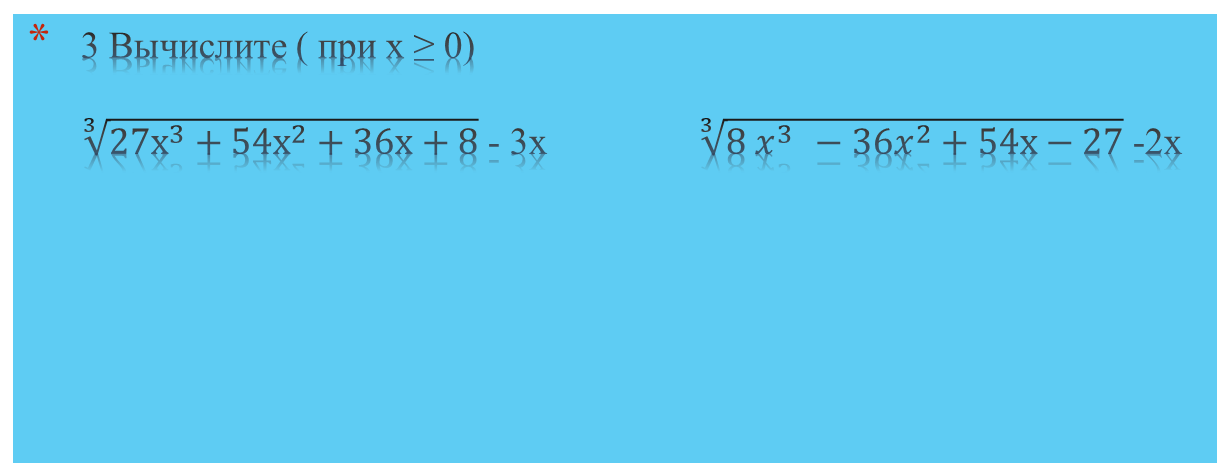 * 3 Вычислите ( при х ≥ 0)
∛(27x³ + 54x² + 36x + 8) - 3x ∛(8 x³ − 36x² + 54x − 27) -2x